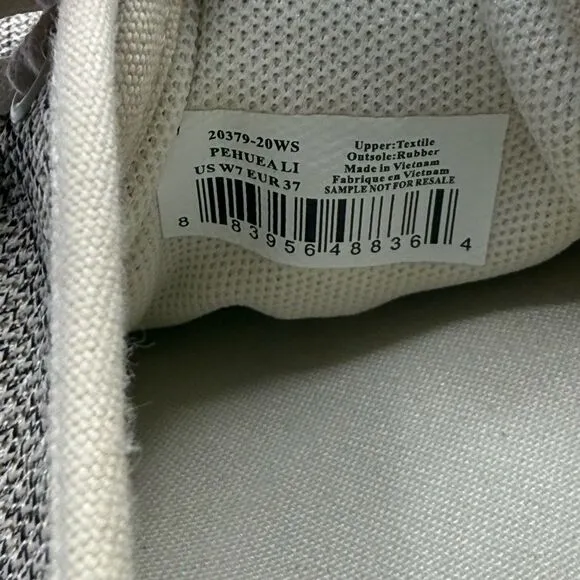 20379-20WS
PEHUEA LI
US W7 EUR 37
Upper:Textile
Outsole:Rubber
Made in Vietnam
Fabrique en Vietnam
SAMPLE NOT FOR RESALE
8 83956 48836 4